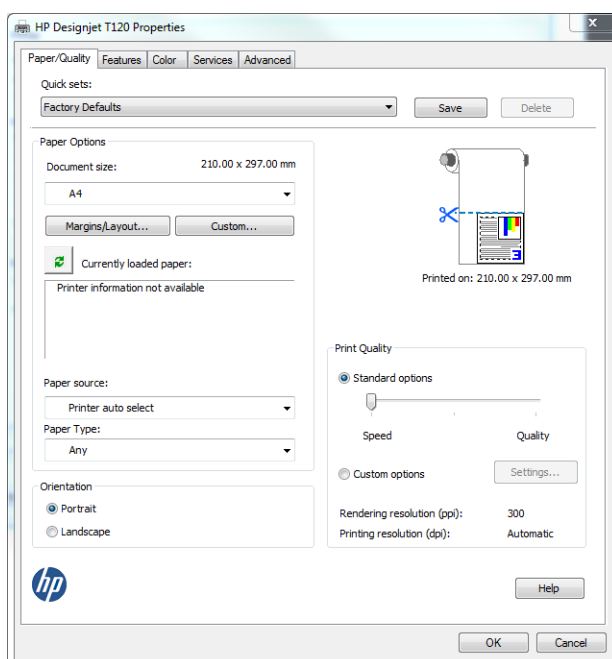 HP Designjet T120 Properties
x
Paper/Quality Features Color Services Advanced
Quick sets:
Factory Defaults Save Delete
Paper Options
Document size: 210.00 x 297.00 mm
A4
Margins/Layout... Custom...
Currently loaded paper:
Printer information not available
Paper source:
Printer auto select
Paper Type:
Any
Orientation
Portrait
Landscape
3
Printed on: 210.00 x 297.00 mm
Print Quality
Standard options
Speed Quality
Custom options Settings...
Rendering resolution (ppi): 300
Printing resolution (dpi): Automatic
hp
Help
OK Cancel